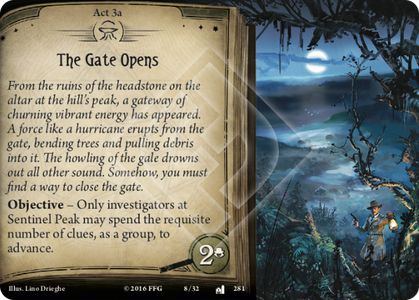 Act 3a
The Gate Opens
From the ruins of the headstone on the
altar at the hill's peak, a gateway of
churning vibrant energy has appeared.
A force like a hurricane erupts from the
gate, bending trees and pulling debris
into it. The howling of the gate drowns
out all other sound. Somehow, you must
find a way to close the gate.
Objective – Only investigators at
Sentinel Peak may spend the requisite
number of clues, as a group, to
advance.
2
Illus. Lino Drieghe
© 2016 FFG
8/32
281